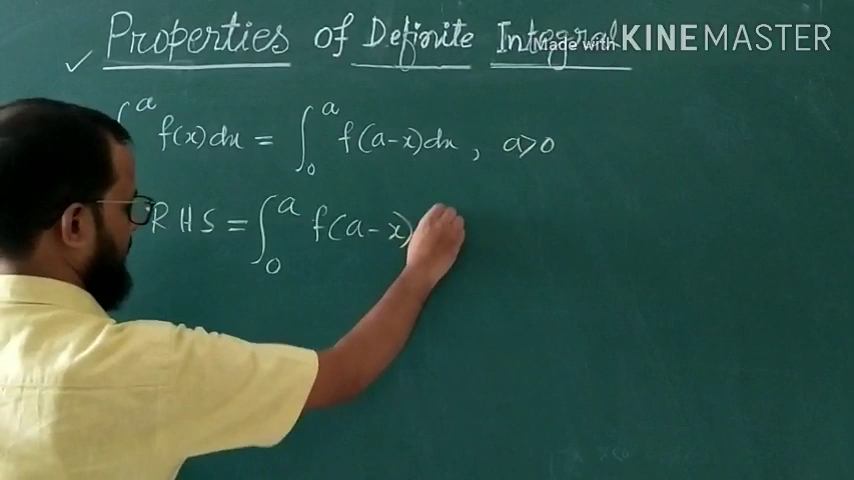 ✓ Properties of Definite Integral
Made with KINEMASTER
∫ᵃ f(x)dx = ∫₀ᵃ f(a-x)dx, a>0
RHS = ∫₀ᵃ f(a-x)